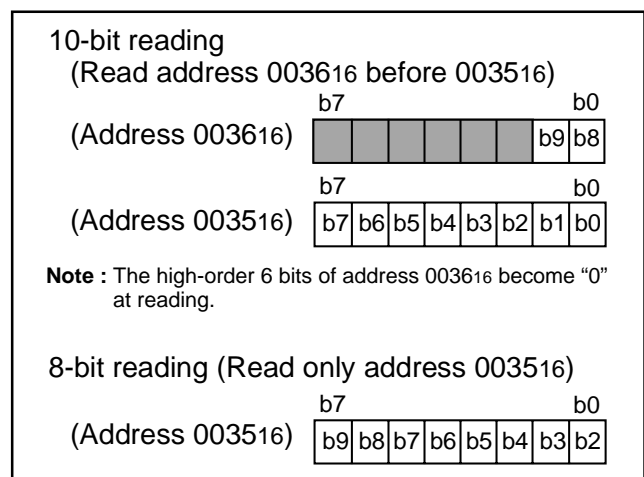 10-bit reading
(Read address 003616 before 003516)
b7 b0
(Address 003616) b9 b8
b7 b0
(Address 003516) b7 b6 b5 b4 b3 b2 b1 b0
Note : The high-order 6 bits of address 003616 become “0”
at reading.
8-bit reading (Read only address 003516)
b7 b0
(Address 003516) b9 b8 b7 b6 b5 b4 b3 b2